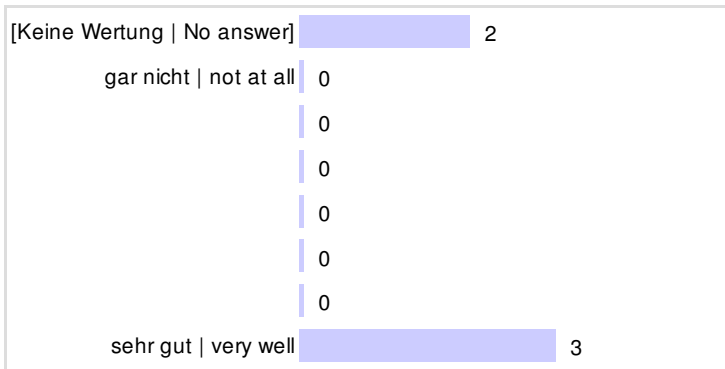 [Keine Wertung | No answer] 2
gar nicht | not at all 0
0
0
0
0
0
sehr gut | very well 3